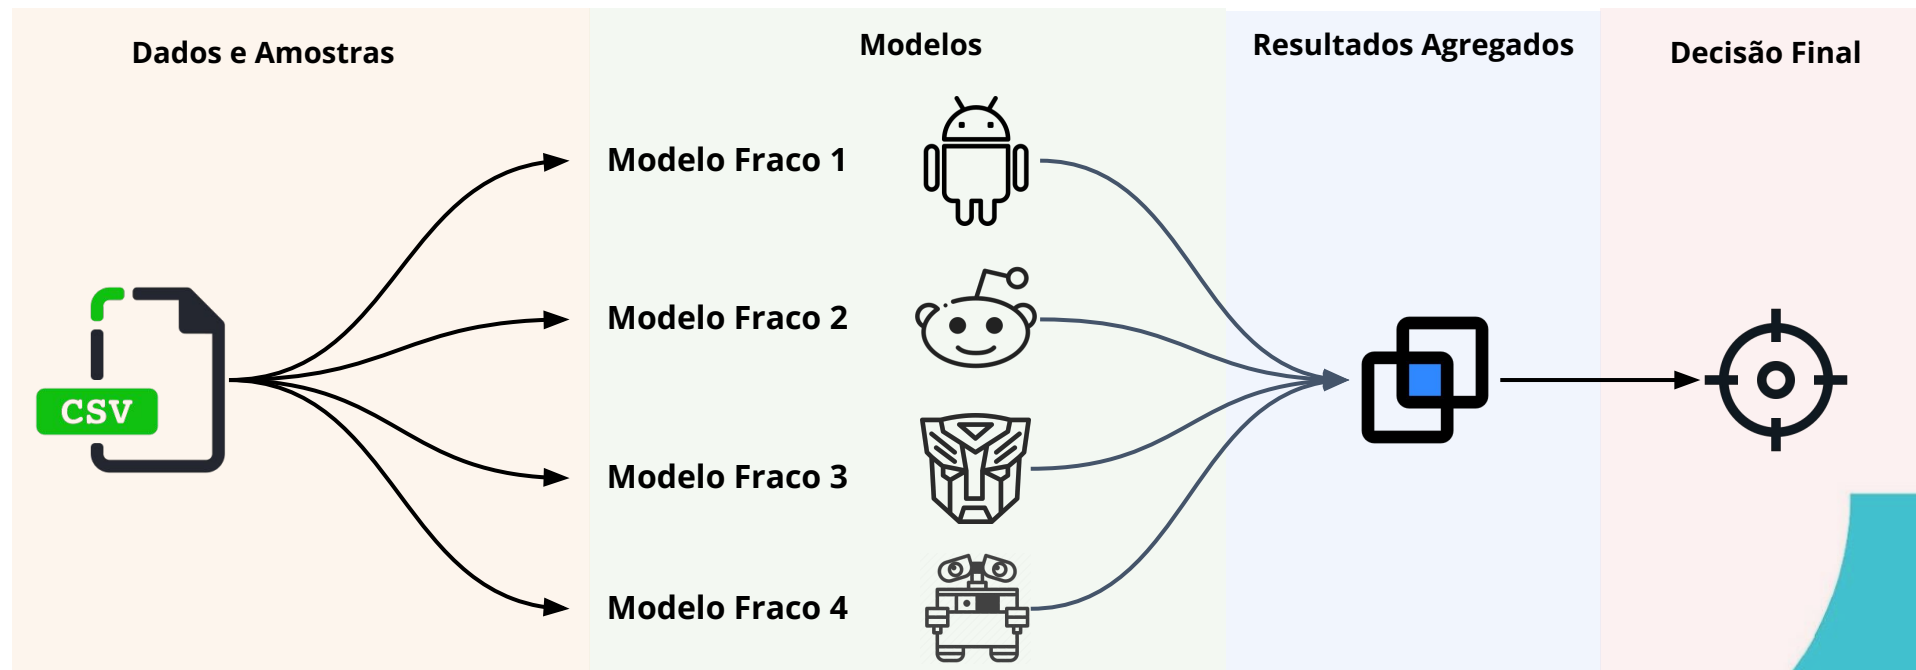 Dados e Amostras
Modelos
Resultados Agregados
Decisão Final
Modelo Fraco 1
Modelo Fraco 2
CSV
Modelo Fraco 3
Modelo Fraco 4